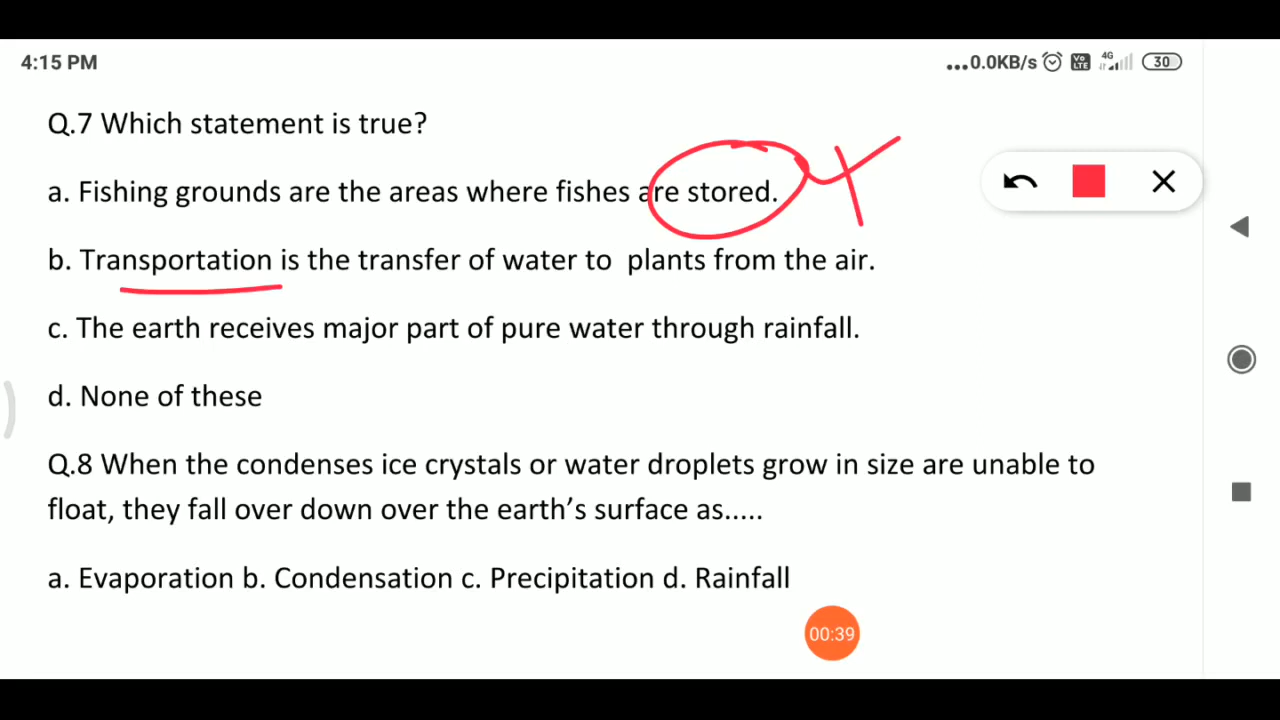 4:15 PM ...0.0KB/s Vo LTE 4G 30
Q.7 Which statement is true?
a. Fishing grounds are the areas where fishes are stored.
b. Transportation is the transfer of water to plants from the air.
c. The earth receives major part of pure water through rainfall.
d. None of these
Q.8 When the condenses ice crystals or water droplets grow in size are unable to
float, they fall over down over the earth’s surface as.....
a. Evaporation b. Condensation c. Precipitation d. Rainfall
00:39